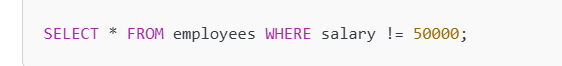 SELECT * FROM employees WHERE salary != 50000;